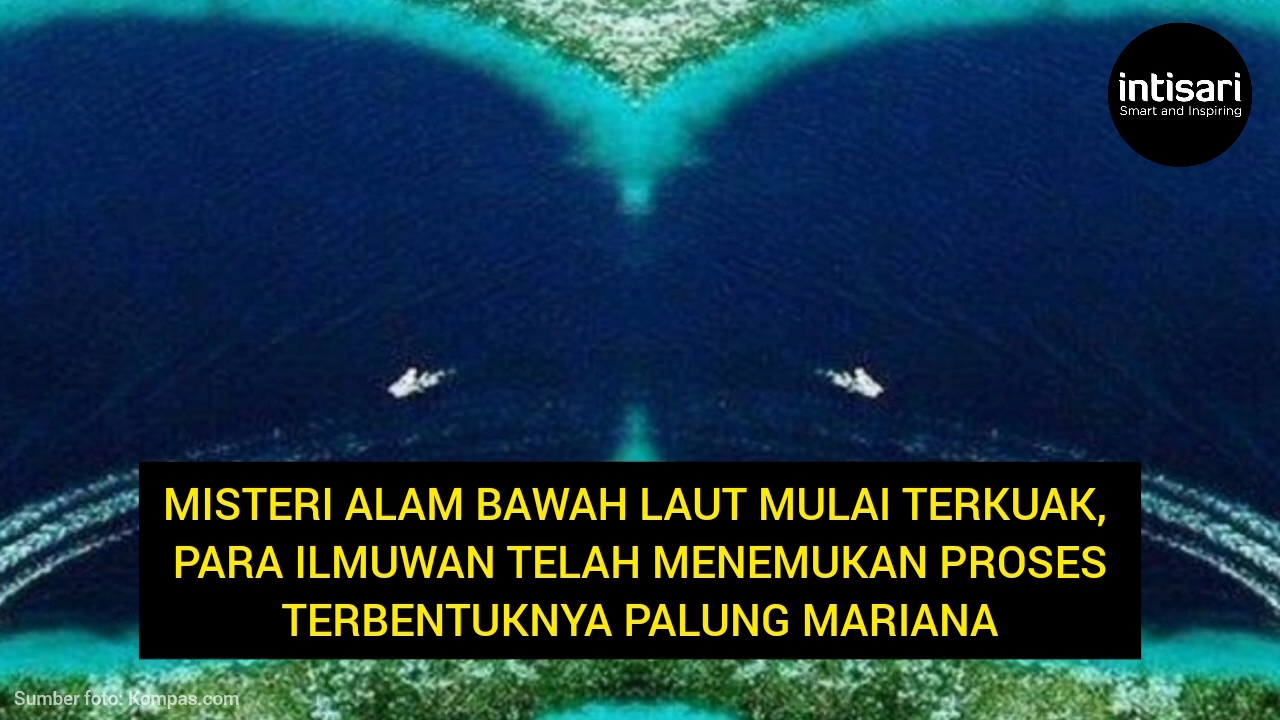 intisari
Smart and Inspiring
MISTERI ALAM BAWAH LAUT MULAI TERKUAK,
PARA ILMUWAN TELAH MENEMUKAN PROSES
TERBENTUKNYA PALUNG MARIANA
Sumber foto: Kompas.com